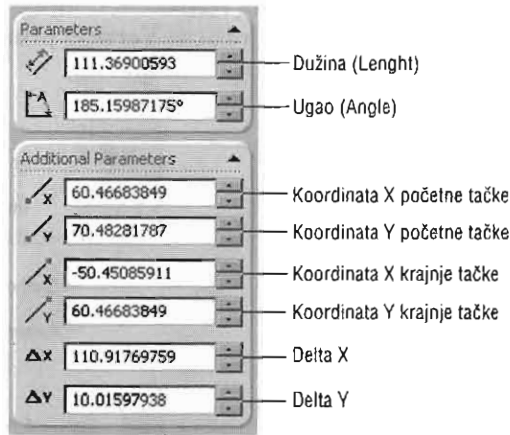 Parameters
111.36900593 Dužina (Lenght)
A 185.15987175° Ugao (Angle)
Additional Parameters
X 60.46683849 Koordinata X početne tačke
Y 70.48281787 Koordinata Y početne tačke
X -50.45085911 Koordinata X krajnje tačke
Y 60.46683849 Koordinata Y krajnje tačke
ΔX 110.91769759 Delta X
ΔY 10.01597938 Delta Y